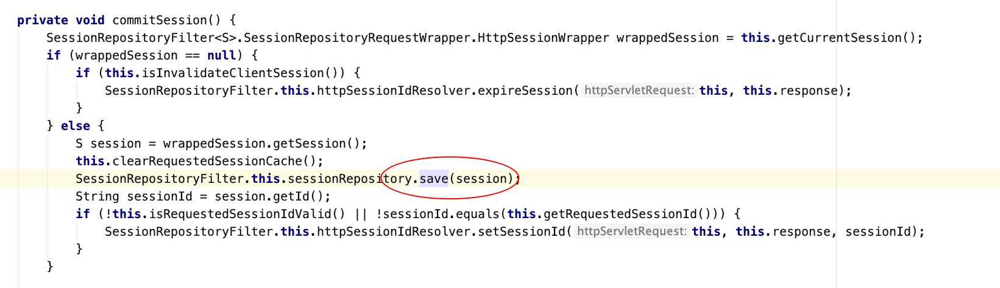 private void commitSession() {
    SessionRepositoryFilter<S>.SessionRepositoryRequestWrapper.HttpSessionWrapper wrappedSession = this.getCurrentSession();
    if (wrappedSession == null) {
        if (this.isInvalidateClientSession()) {
            SessionRepositoryFilter.this.httpSessionIdResolver.expireSession( httpServletRequest: this, this.response);
        }
    } else {
        S session = wrappedSession.getSession();
        this.clearRequestedSessionCache();
        SessionRepositoryFilter.this.sessionRepository.save(session);
        String sessionId = session.getId();
        if (!this.isRequestedSessionIdValid() || !sessionId.equals(this.getRequestedSessionId())) {
            SessionRepositoryFilter.this.httpSessionIdResolver.setSessionId( httpServletRequest: this, this.response, sessionId);
        }
    }